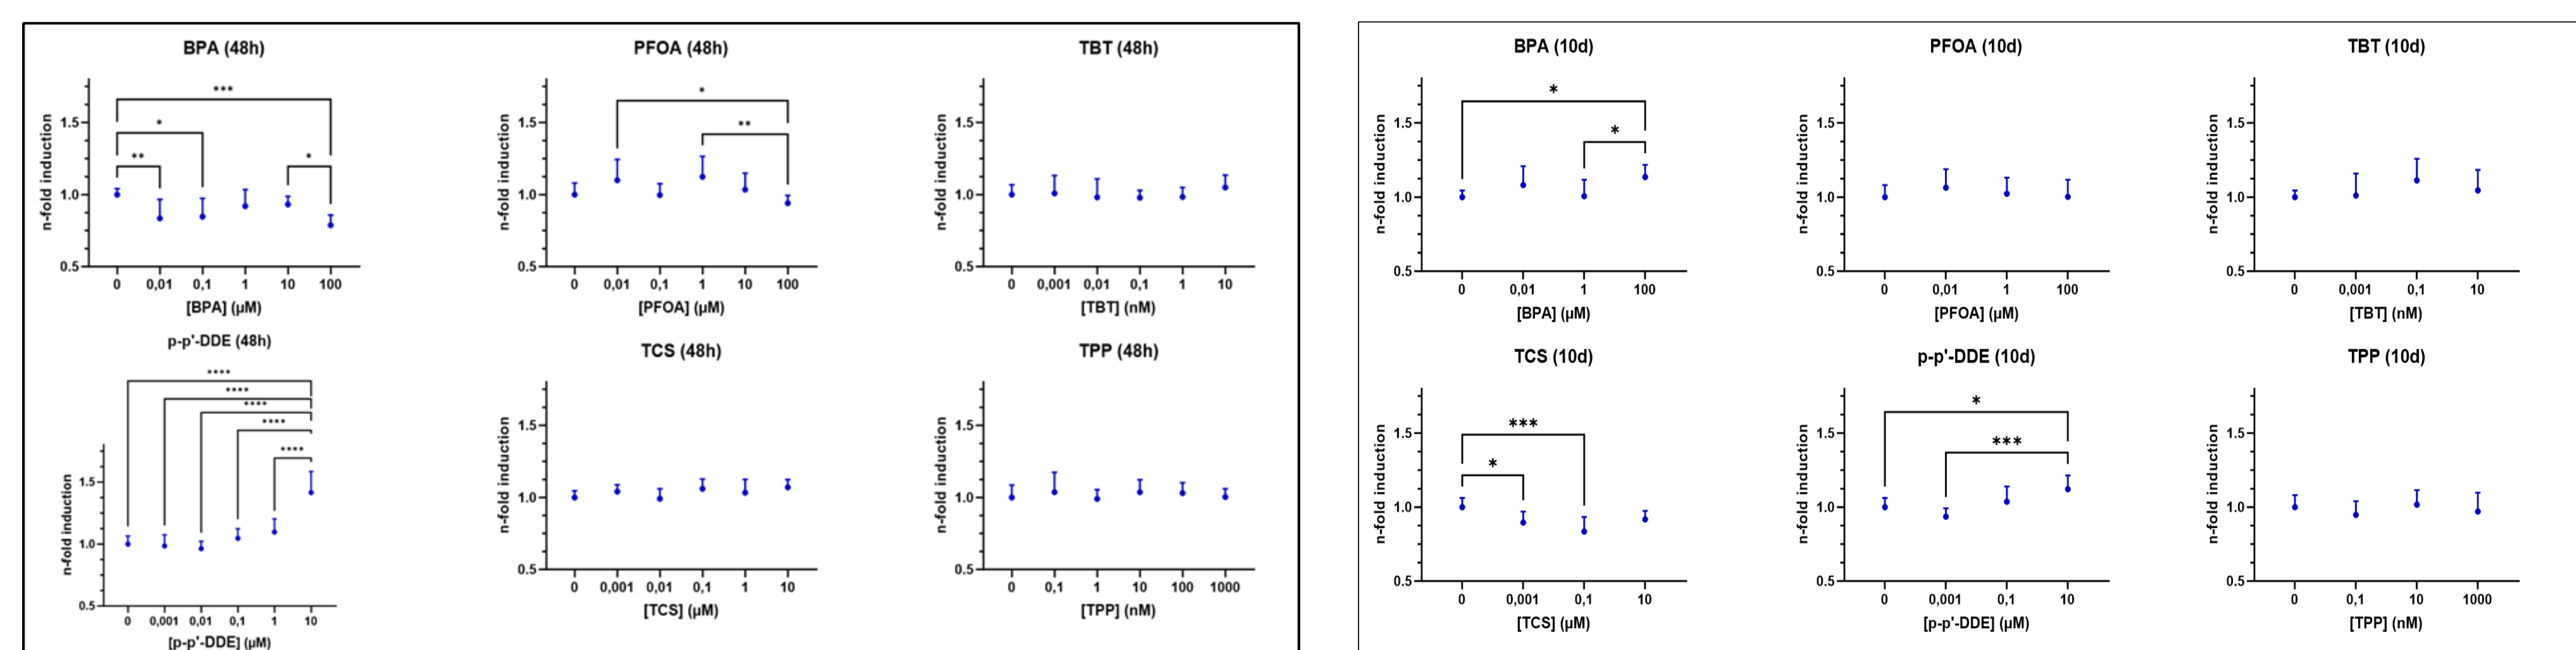 BPA (48h)
***
*
**
*
n-fold induction
1.5
1.0
0.5
0 0,01 0,1 1 10 100
[BPA] (µM)
PFOA (48h)
*
**
n-fold induction
1.5
1.0
0.5
0 0,01 0,1 1 10 100
[PFOA] (µM)
TBT (48h)
n-fold induction
1.5
1.0
0.5
0 0,001 0,01 0,1 1 10
[TBT] (nM)
p-p'-DDE (48h)
****
****
****
****
****
n-fold induction
1.5
1.0
0.5
0 0,001 0,01 0,1 1 10
[p-p'-DDE] (µM)
TCS (48h)
n-fold induction
1.5
1.0
0.5
0 0,001 0,01 0,1 1 10
[TCS] (µM)
TPP (48h)
n-fold induction
1.5
1.0
0.5
0 0,1 1 10 100 1000
[TPP] (nM)
BPA (10d)
*
*
n-fold induction
1.5
1.0
0.5
0 0,01 1 100
[BPA] (µM)
PFOA (10d)
n-fold induction
1.5
1.0
0.5
0 0,01 1 100
[PFOA] (µM)
TBT (10d)
n-fold induction
1.5
1.0
0.5
0 0,001 0,1 10
[TBT] (nM)
TCS (10d)
***
*
n-fold induction
1.5
1.0
0.5
0 0,001 0,1 10
[TCS] (µM)
p-p'-DDE (10d)
*
***
n-fold induction
1.5
1.0
0.5
0 0,001 0,1 10
[p-p'-DDE] (µM)
TPP (10d)
n-fold induction
1.5
1.0
0.5
0 0,1 10 1000
[TPP] (nM)